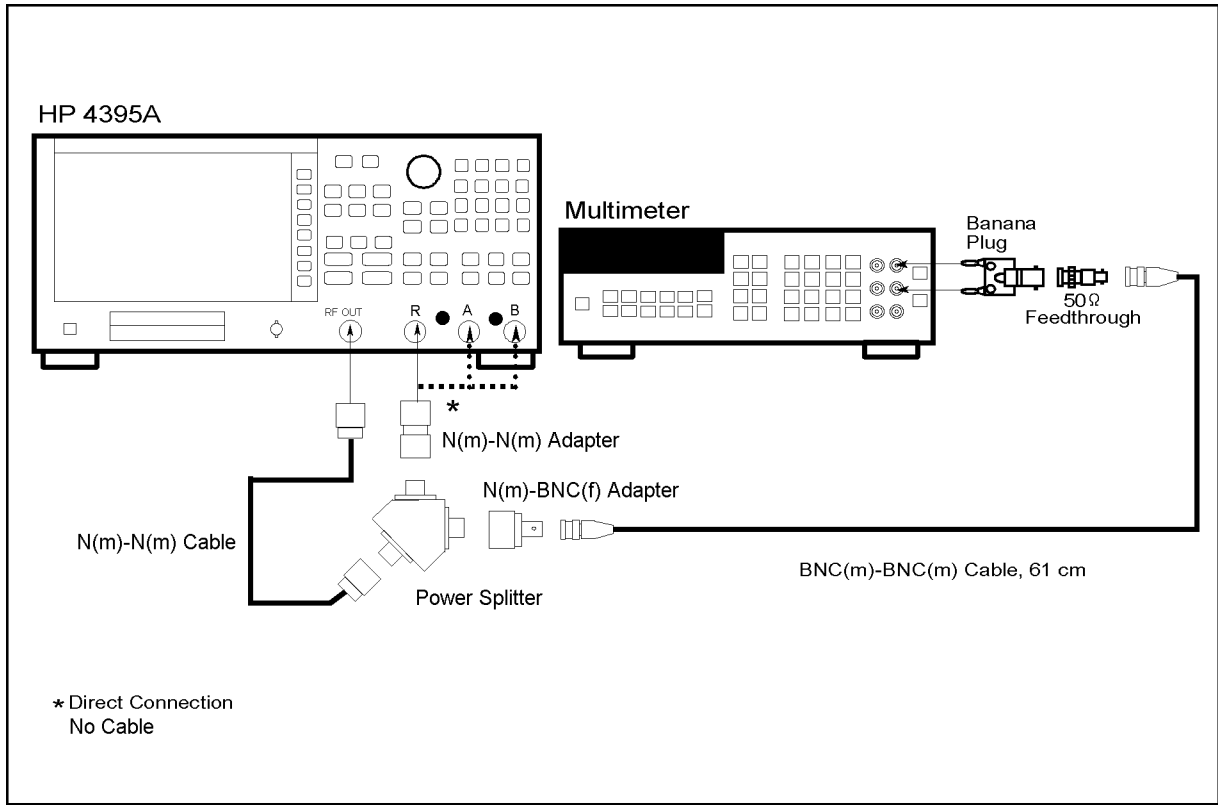 HP 4395A
Multimeter
Banana
Plug
50Ω
Feedthrough
RF OUT
R
A
B
*
N(m)-N(m) Adapter
N(m)-BNC(f) Adapter
N(m)-N(m) Cable
BNC(m)-BNC(m) Cable, 61 cm
Power Splitter
* Direct Connection
No Cable